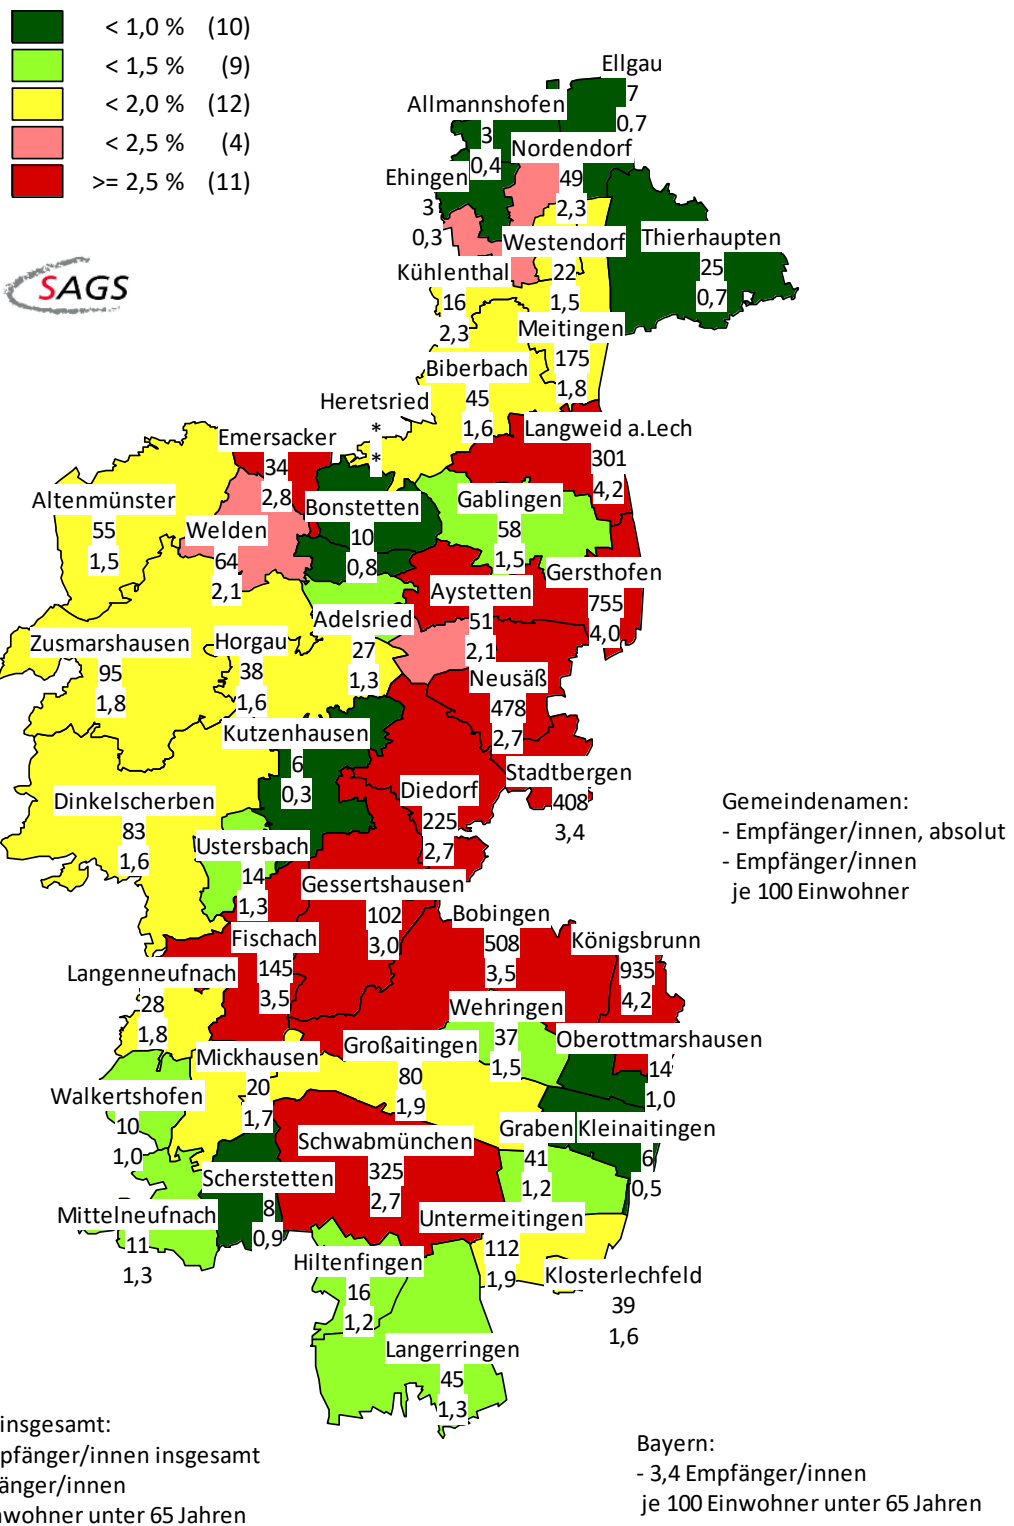 < 1,0 % (10)
< 1,5 % (9)
< 2,0 % (12)
< 2,5 % (4)
>= 2,5 % (11)
SAGS
Ellgau
7
0,7
Allmannshofen
3
0,4
Nordendorf
49
2,3
Ehingen
3
0,3
Westendorf
22
1,5
Thierhaupten
25
0,7
Kühlenthal
16
2,3
Meitingen
175
1,8
Biberbach
45
1,6
Heretsried
*
*
Langweid a.Lech
301
4,2
Emersacker
34
2,8
Altenmünster
55
1,5
Bonstetten
10
0,8
Gablingen
58
1,5
Welden
64
2,1
Gersthofen
755
4,0
Aystetten
51
2,1
Adelsried
27
1,3
Zusmarshausen
95
1,8
Horgau
38
1,6
Neusäß
478
2,7
Kutzenhausen
6
0,3
Stadtbergen
408
3,4
Dinkelscherben
83
1,6
Diedorf
225
2,7
Gemeindenamen:
- Empfänger/innen, absolut
- Empfänger/innen
je 100 Einwohner
Ustersbach
14
1,3
Gessertshausen
102
3,0
Bobingen
508
3,5
Fischach
145
3,5
Königsbrunn
935
4,2
Langenneufnach
28
1,8
Wehringen
37
1,5
Oberottmarshausen
14
1,0
Mickhausen
20
1,7
Großaitingen
80
1,9
Walkertshofen
10
1,0
Schwabmünchen
325
2,7
Graben
41
1,2
Kleinaitingen
6
0,5
Scherstetten
8
0,9
Mittelneufnach
11
1,3
Untermeitingen
112
1,9
Hiltenfingen
16
1,2
Klosterlechfeld
39
1,6
Langerringen
45
1,3
insgesamt:
pfänger/innen insgesamt
änger/innen
nwohner unter 65 Jahren
Bayern:
- 3,4 Empfänger/innen
je 100 Einwohner unter 65 Jahren